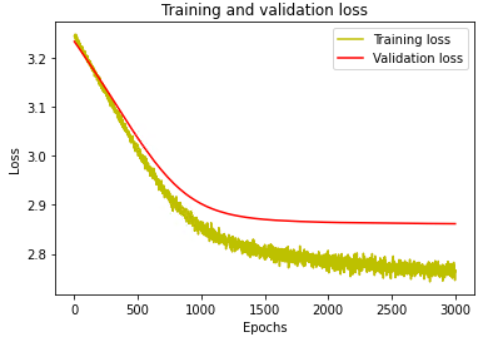 Training and validation loss
Training loss
Validation loss
3.2
3.1
3.0
2.9
2.8
Loss
0
500
1000
1500
2000
2500
3000
Epochs